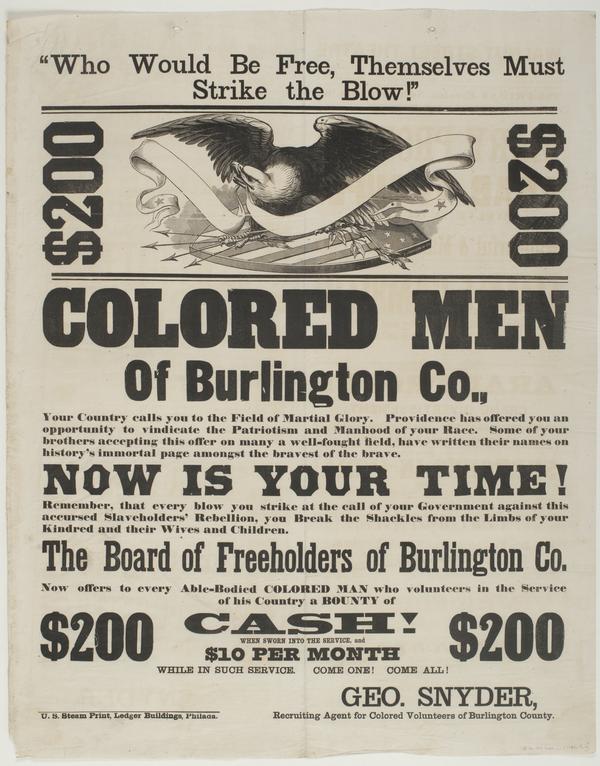 “Who Would Be Free, Themselves Must
Strike the Blow!”
$200
$200
COLORED MEN
Of Burlington Co.,
Your Country calls you to the Field of Martial Glory. Providence has offered you an
opportunity to vindicate the Patriotism and Manhood of your Race. Some of your
brothers accepting this offer on many a well-fought field, have written their names on
history's immortal page amongst the bravest of the brave.
NOW IS YOUR TIME!
Remember, that every blow you strike at the call of your Government against this
accursed Slaveholders' Rebellion, you Break the Shackles from the Limbs of your
Kindred and their Wives and Children.
The Board of Freeholders of Burlington Co.
Now offers to every Able-Bodied COLORED MAN who volunteers in the Service
of his Country a BOUNTY of
$200 CASH! $200
WHEN SWORN INTO THE SERVICE, and
$10 PER MONTH
WHILE IN SUCH SERVICE. COME ONE! COME ALL!
GEO. SNYDER,
Recruiting Agent for Colored Volunteers of Burlington County.
U. S. Steam Print, Ledger Buildings, Philada.